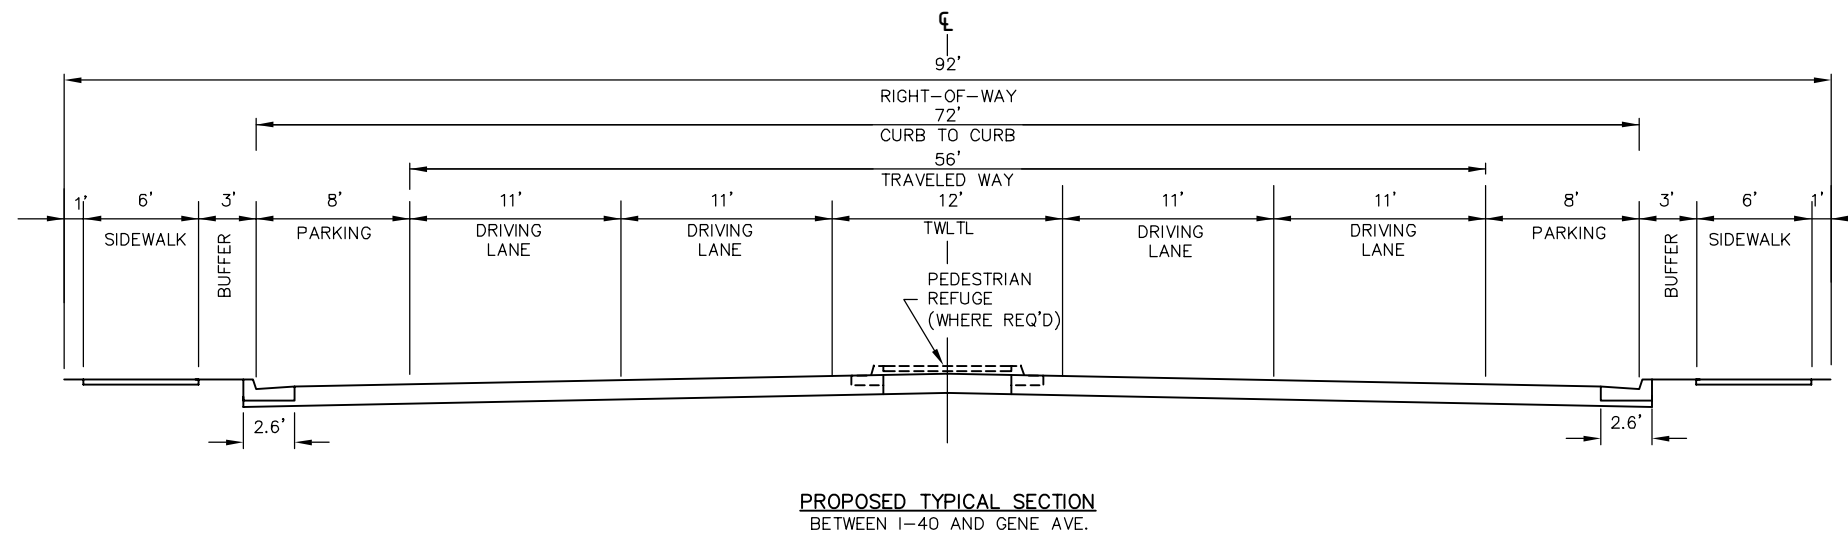 ℄
92'
RIGHT-OF-WAY
72'
CURB TO CURB
56'
TRAVELED WAY
1' 6' 3' 8' 11' 11' 12' 11' 11' 8' 3' 6' 1'
SIDEWALK
BUFFER
PARKING
DRIVING
LANE
DRIVING
LANE
TWLTL
DRIVING
LANE
DRIVING
LANE
PARKING
BUFFER
SIDEWALK
PEDESTRIAN
REFUGE
(WHERE REQ'D)
2.6' 2.6'
PROPOSED TYPICAL SECTION
BETWEEN I-40 AND GENE AVE.